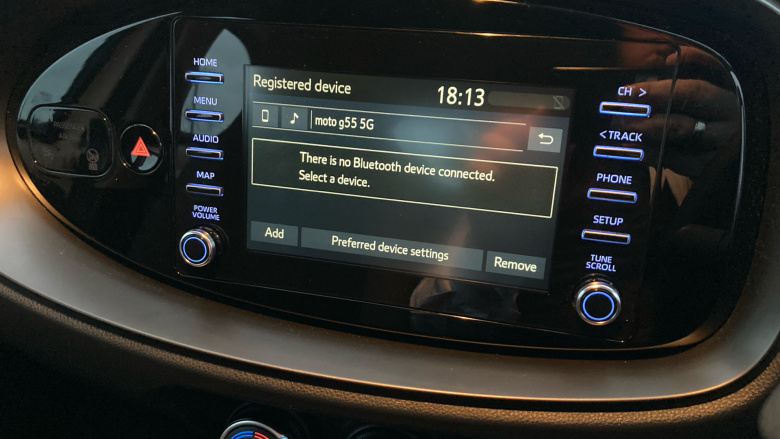 HOME
MENU
AUDIO
MAP
POWER
VOLUME
Registered device
18:13
moto g55 5G
There is no Bluetooth device connected.
Select a device.
Add
Preferred device settings
Remove
CH >
< TRACK
PHONE
SETUP
TUNE
SCROLL